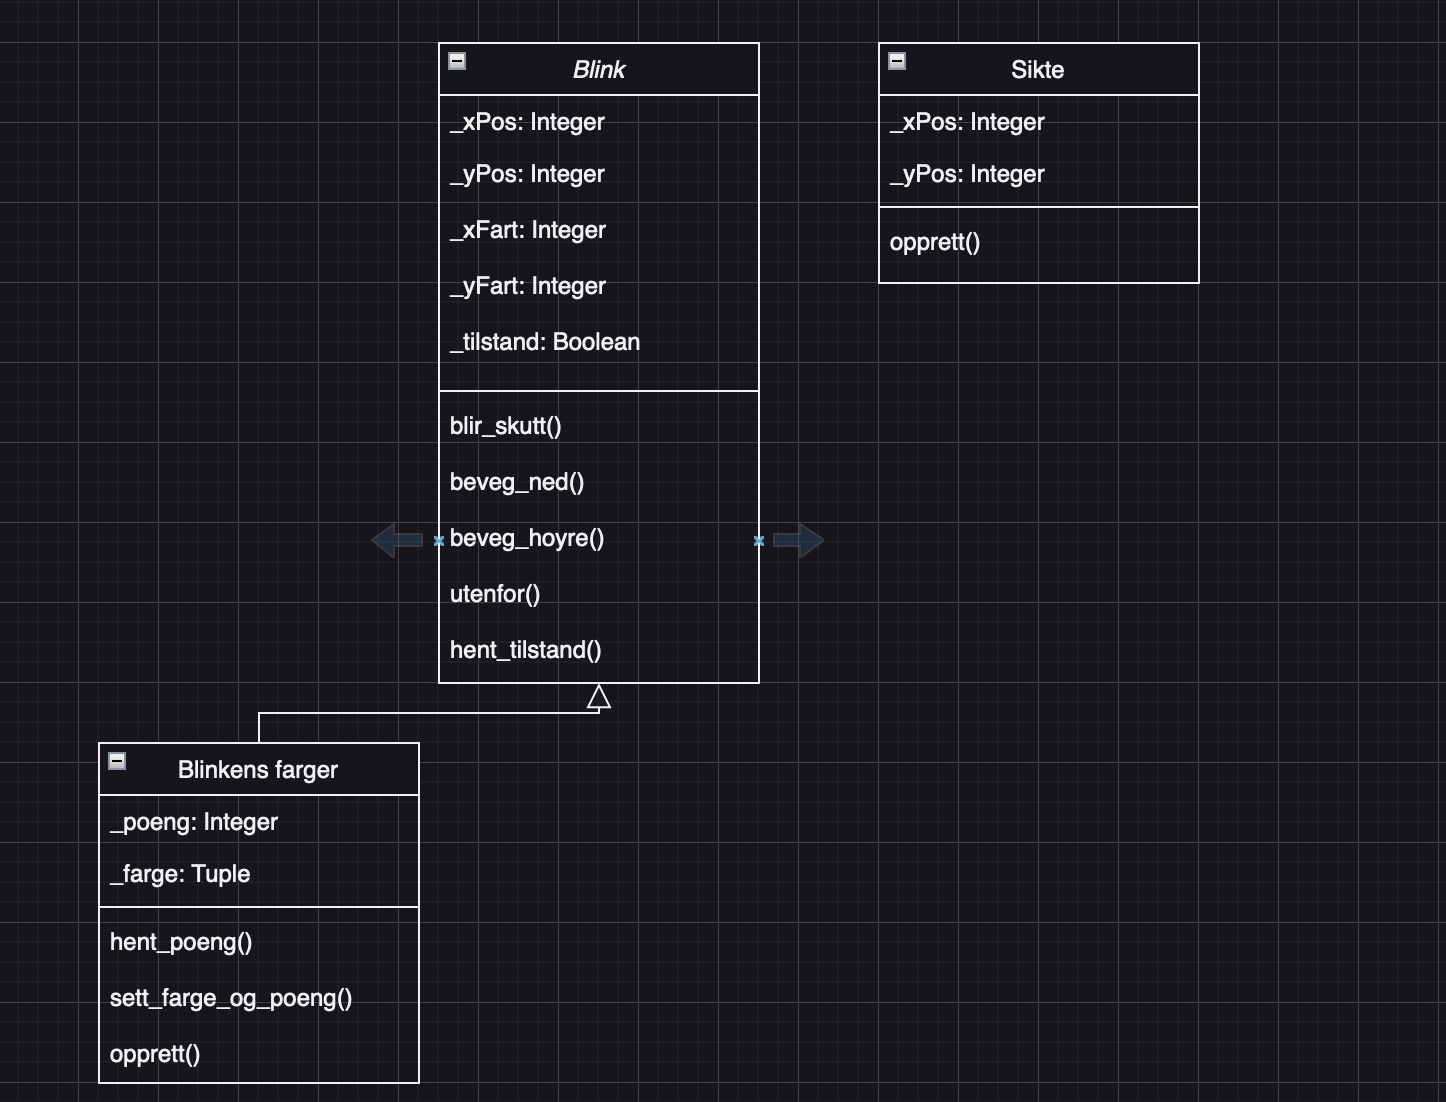 Blink
_xPos: Integer
_yPos: Integer
_xFart: Integer
_yFart: Integer
_tilstand: Boolean
blir_skutt()
beveg_ned()
beveg_hoyre()
utenfor()
hent_tilstand()
Sikte
_xPos: Integer
_yPos: Integer
opprett()
Blinkens farger
_poeng: Integer
_farge: Tuple
hent_poeng()
sett_farge_og_poeng()
opprett()